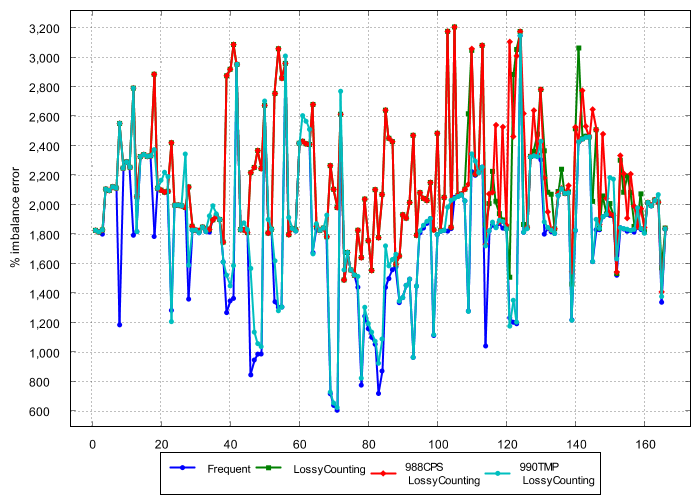 3,200
3,000
2,800
2,600
2,400
2,200
2,000
1,800
1,600
1,400
1,200
1,000
800
600
% imbalance error
0 20 40 60 80 100 120 140 160
Frequent
LossyCounting
988CPS
LossyCounting
990TMP
LossyCounting